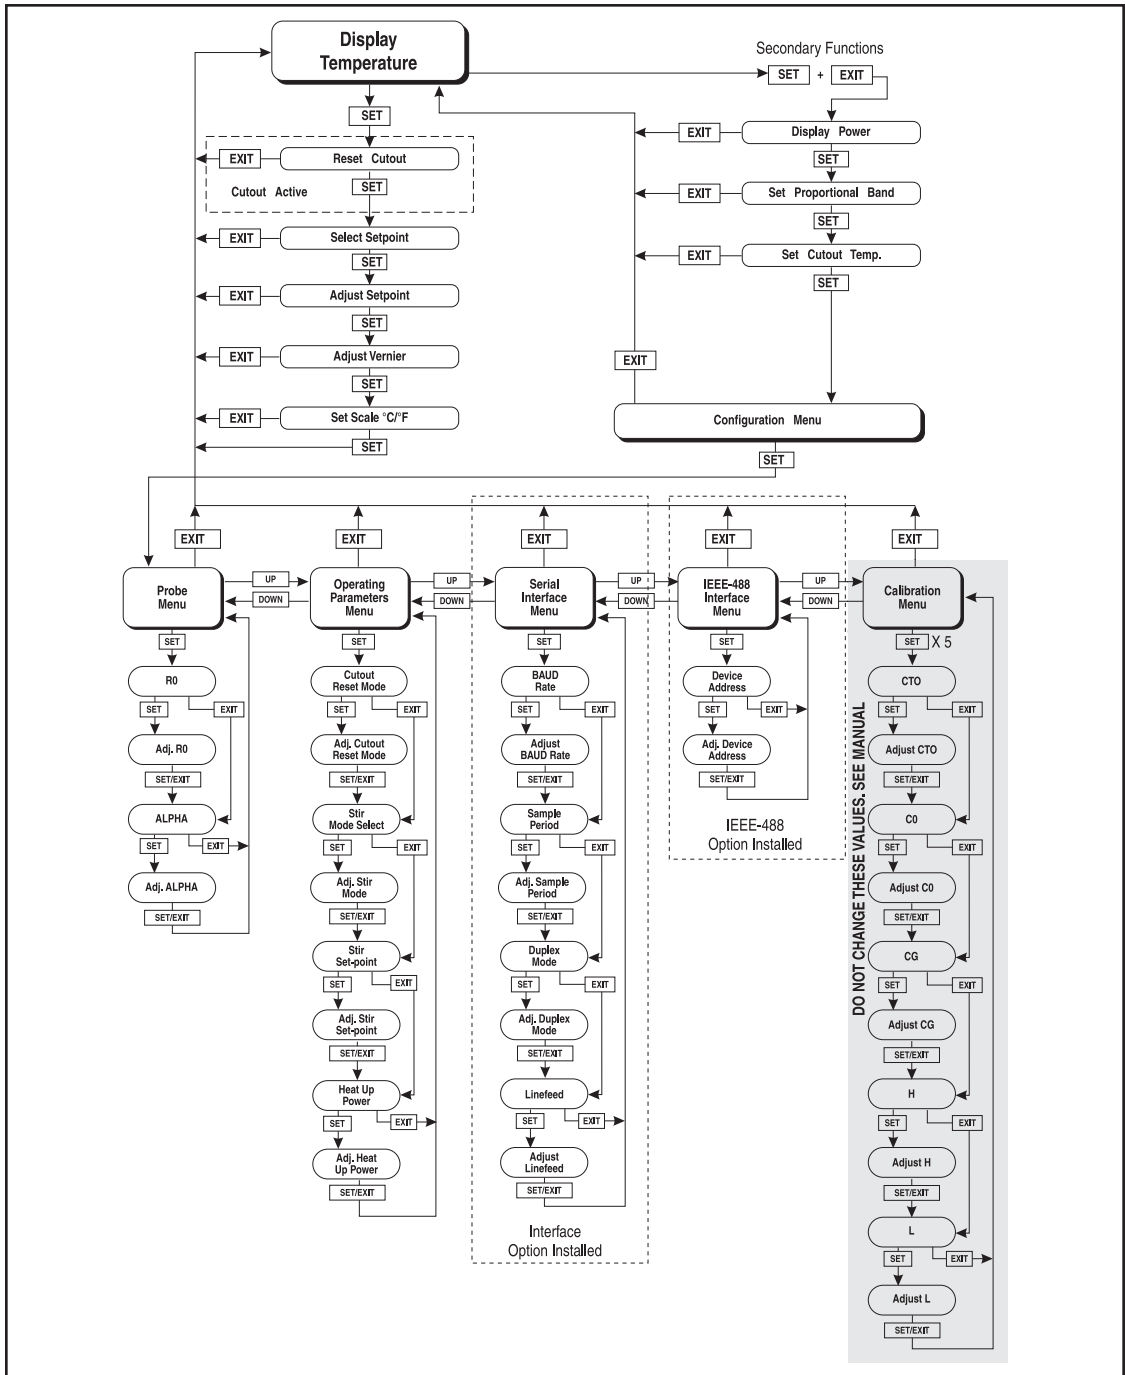 Display
Temperature
Secondary Functions
SET + EXIT
SET
EXIT Display Power
SET
EXIT Reset Cutout
Cutout Active
SET
EXIT Set Proportional Band
SET
EXIT Select Setpoint
SET
EXIT Set Cutout Temp.
SET
EXIT Adjust Setpoint
SET
EXIT Adjust Vernier
SET
EXIT
EXIT Set Scale °C/°F
SET
Configuration Menu
SET
EXIT EXIT EXIT EXIT EXIT
Probe
Menu
UP
DOWN
Operating
Parameters
Menu
UP
DOWN
Serial
Interface
Menu
UP
DOWN
IEEE-488
Interface
Menu
UP
DOWN
Calibration
Menu
SET
R0
SET EXIT
Adj. R0
SET/EXIT
ALPHA
SET EXIT
Adj. ALPHA
SET/EXIT
SET
Cutout
Reset Mode
SET EXIT
Adj. Cutout
Reset Mode
SET/EXIT
Stir
Mode Select
SET EXIT
Adj. Stir
Mode
SET/EXIT
Stir
Set-point
SET EXIT
Adj. Stir
Set-point
SET/EXIT
Heat Up
Power
SET EXIT
Adj. Heat
Up Power
SET/EXIT
SET
BAUD
Rate
SET EXIT
Adjust
BAUD Rate
SET/EXIT
Sample
Period
SET EXIT
Adj. Sample
Period
SET/EXIT
Duplex
Mode
SET EXIT
Adj. Duplex
Mode
SET/EXIT
Linefeed
SET EXIT
Adjust
Linefeed
SET/EXIT
Interface
Option Installed
SET
Device
Address
SET EXIT
Adj. Device
Address
SET/EXIT
IEEE-488
Option Installed
DO NOT CHANGE THESE VALUES. SEE MANUAL
SET X 5
CTO
SET EXIT
Adjust CTO
SET/EXIT
C0
SET EXIT
Adjust C0
SET/EXIT
CG
SET EXIT
Adjust CG
SET/EXIT
H
SET EXIT
Adjust H
SET/EXIT
L
SET EXIT
Adjust L
SET/EXIT